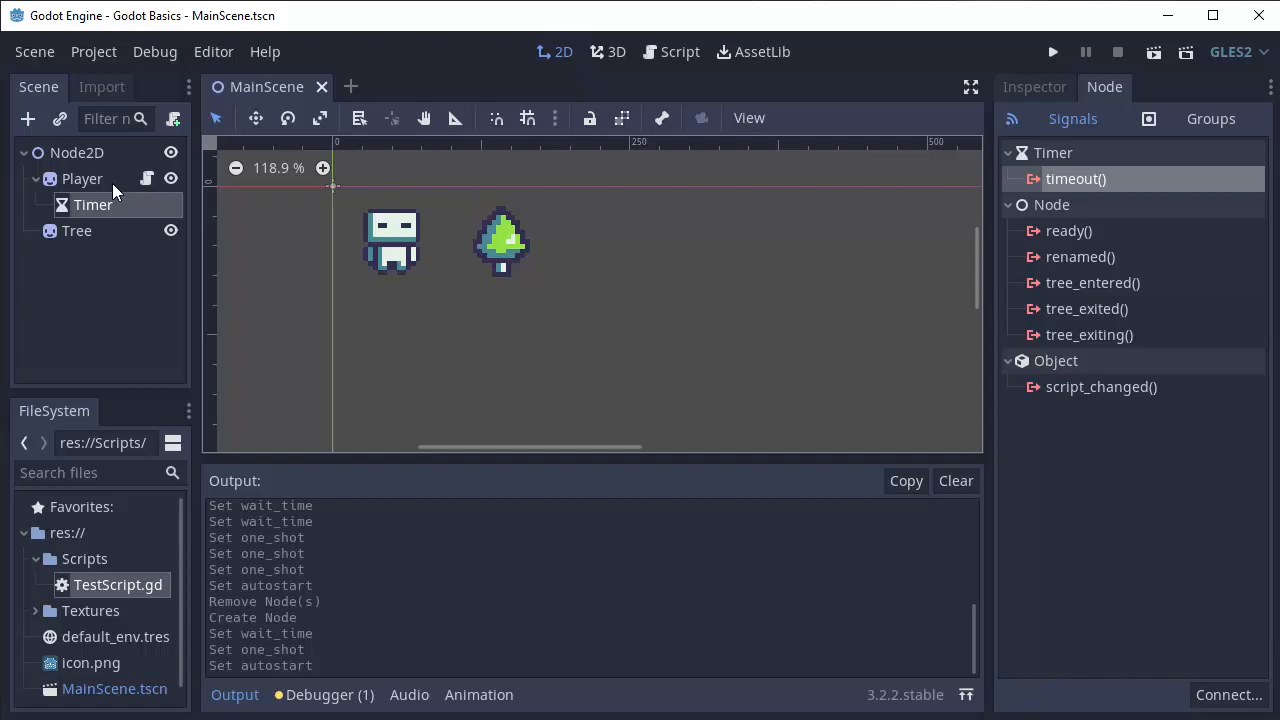 Godot Engine - Godot Basics - MainScene.tscn
Scene Project Debug Editor Help 2D 3D Script AssetLib GLES2
Scene Import
Filter n
Node2D
Player
Timer
Tree
FileSystem
res://Scripts/
Search files
Favorites:
res://
Scripts
TestScript.gd
Textures
default_env.tres
icon.png
MainScene.tscn
MainScene
View
0 250 500
0
118.9 %
Output:
Copy Clear
Set wait_time
Set wait_time
Set one_shot
Set one_shot
Set one_shot
Set autostart
Remove Node(s)
Create Node
Set wait_time
Set one_shot
Set autostart
Output Debugger (1) Audio Animation 3.2.2.stable
Inspector Node
Signals Groups
Timer
timeout()
Node
ready()
renamed()
tree_entered()
tree_exited()
tree_exiting()
Object
script_changed()
Connect...